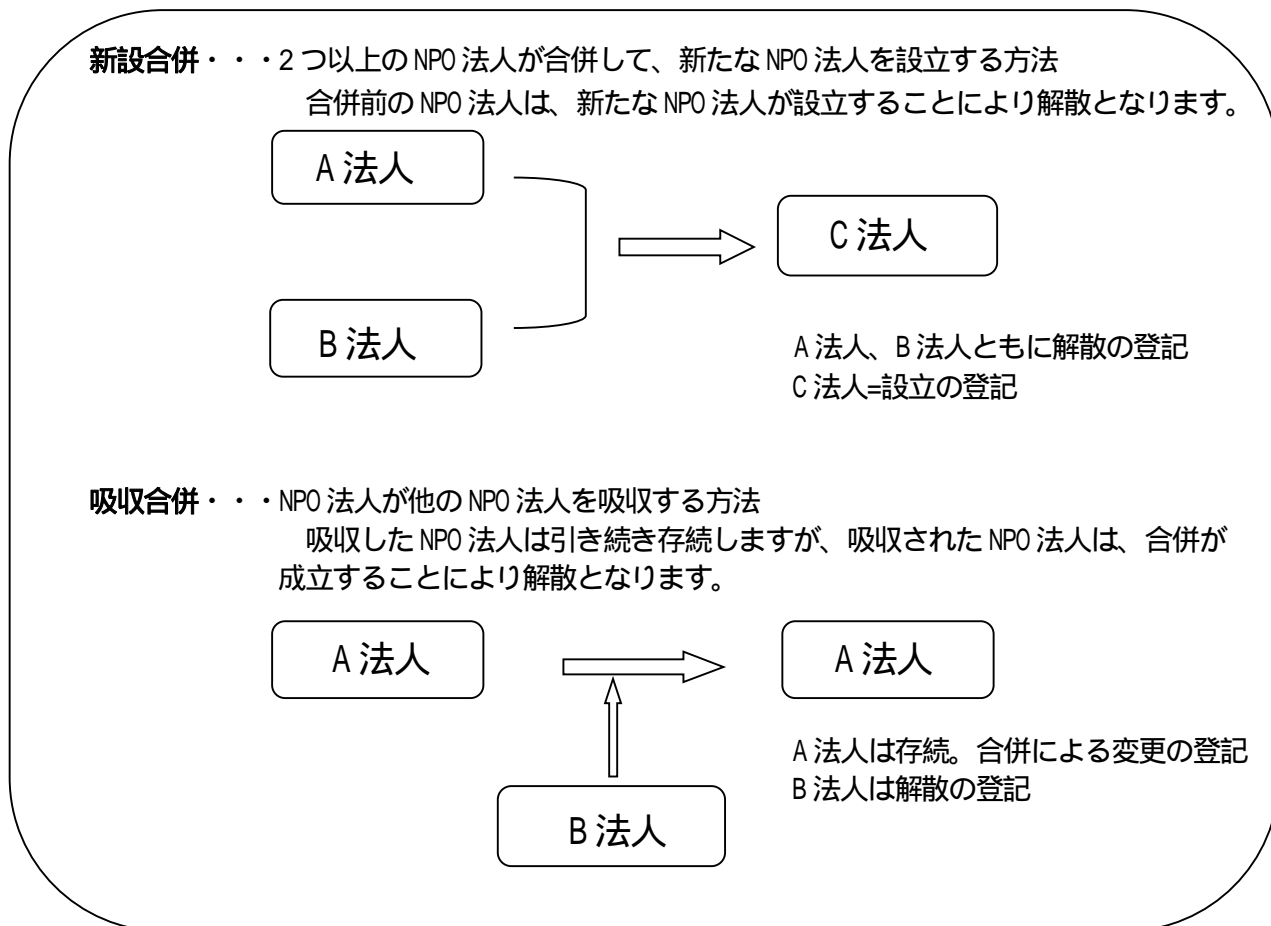 新設合併・・・2つ以上のNPO法人が合併して、新たなNPO法人を設立する方法
合併前のNPO法人は、新たなNPO法人が設立することにより解散となります。
A法人
C法人
B法人
A法人、B法人ともに解散の登記
C法人=設立の登記
吸収合併・・・NPO法人が他のNPO法人を吸収する方法
吸収したNPO法人は引き続き存続しますが、吸収されたNPO法人は、合併が
成立することにより解散となります。
A法人
A法人
A法人は存続。合併による変更の登記
B法人は解散の登記
B法人